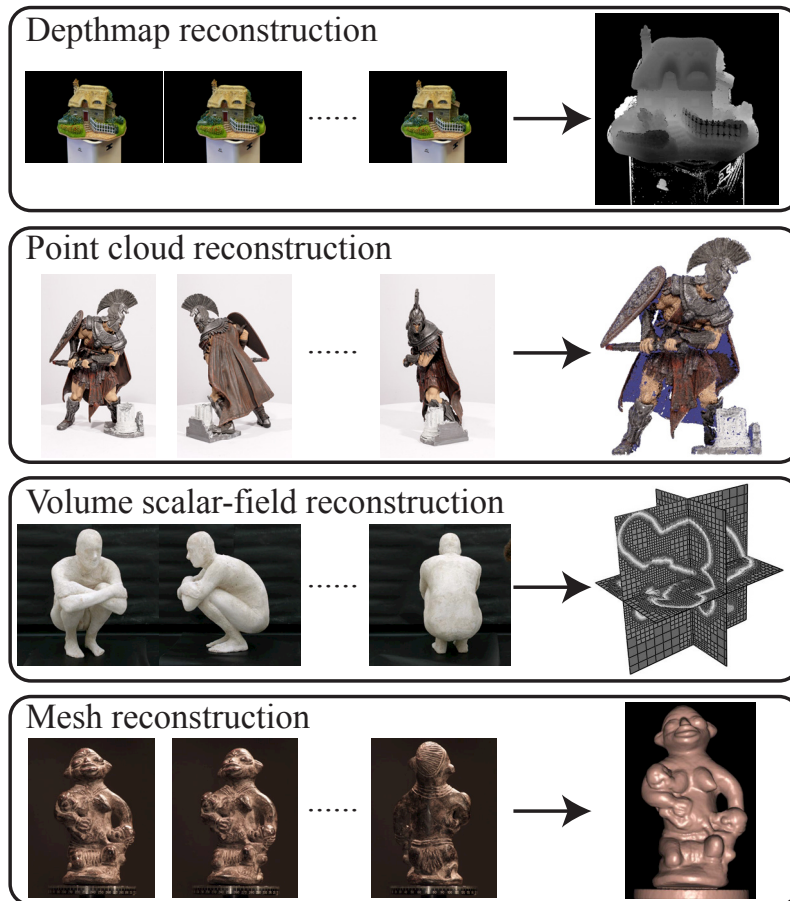 Depthmap reconstruction
......
Point cloud reconstruction
......
Volume scalar-field reconstruction
......
Mesh reconstruction
......